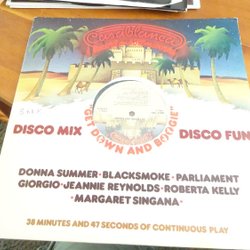 Casablanca
"GET DOWN AND BOOGIE"
DISCO MIX
DISCO FUN
DONNA SUMMER·BLACKSMOKE·PARLIAMENT
GIORGIO·JEANNIE REYNOLDS·ROBERTA KELLY
·MARGARET SINGANA·
38 MINUTES AND 47 SECONDS OF CONTINUOUS PLAY